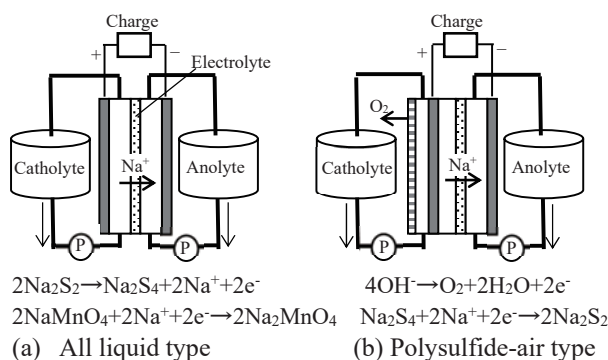 Charge
+ −
Electrolyte
Catholyte
Na⁺
Anolyte
P
P
2Na₂S₂→Na₂S₄+2Na⁺+2e⁻
2NaMnO₄+2Na⁺+2e⁻→2Na₂MnO₄
(a) All liquid type
Charge
+ −
O₂
Catholyte
Na⁺
Anolyte
P
P
4OH⁻→O₂+2H₂O+2e⁻
Na₂S₄+2Na⁺+2e⁻→2Na₂S₂
(b) Polysulfide-air type